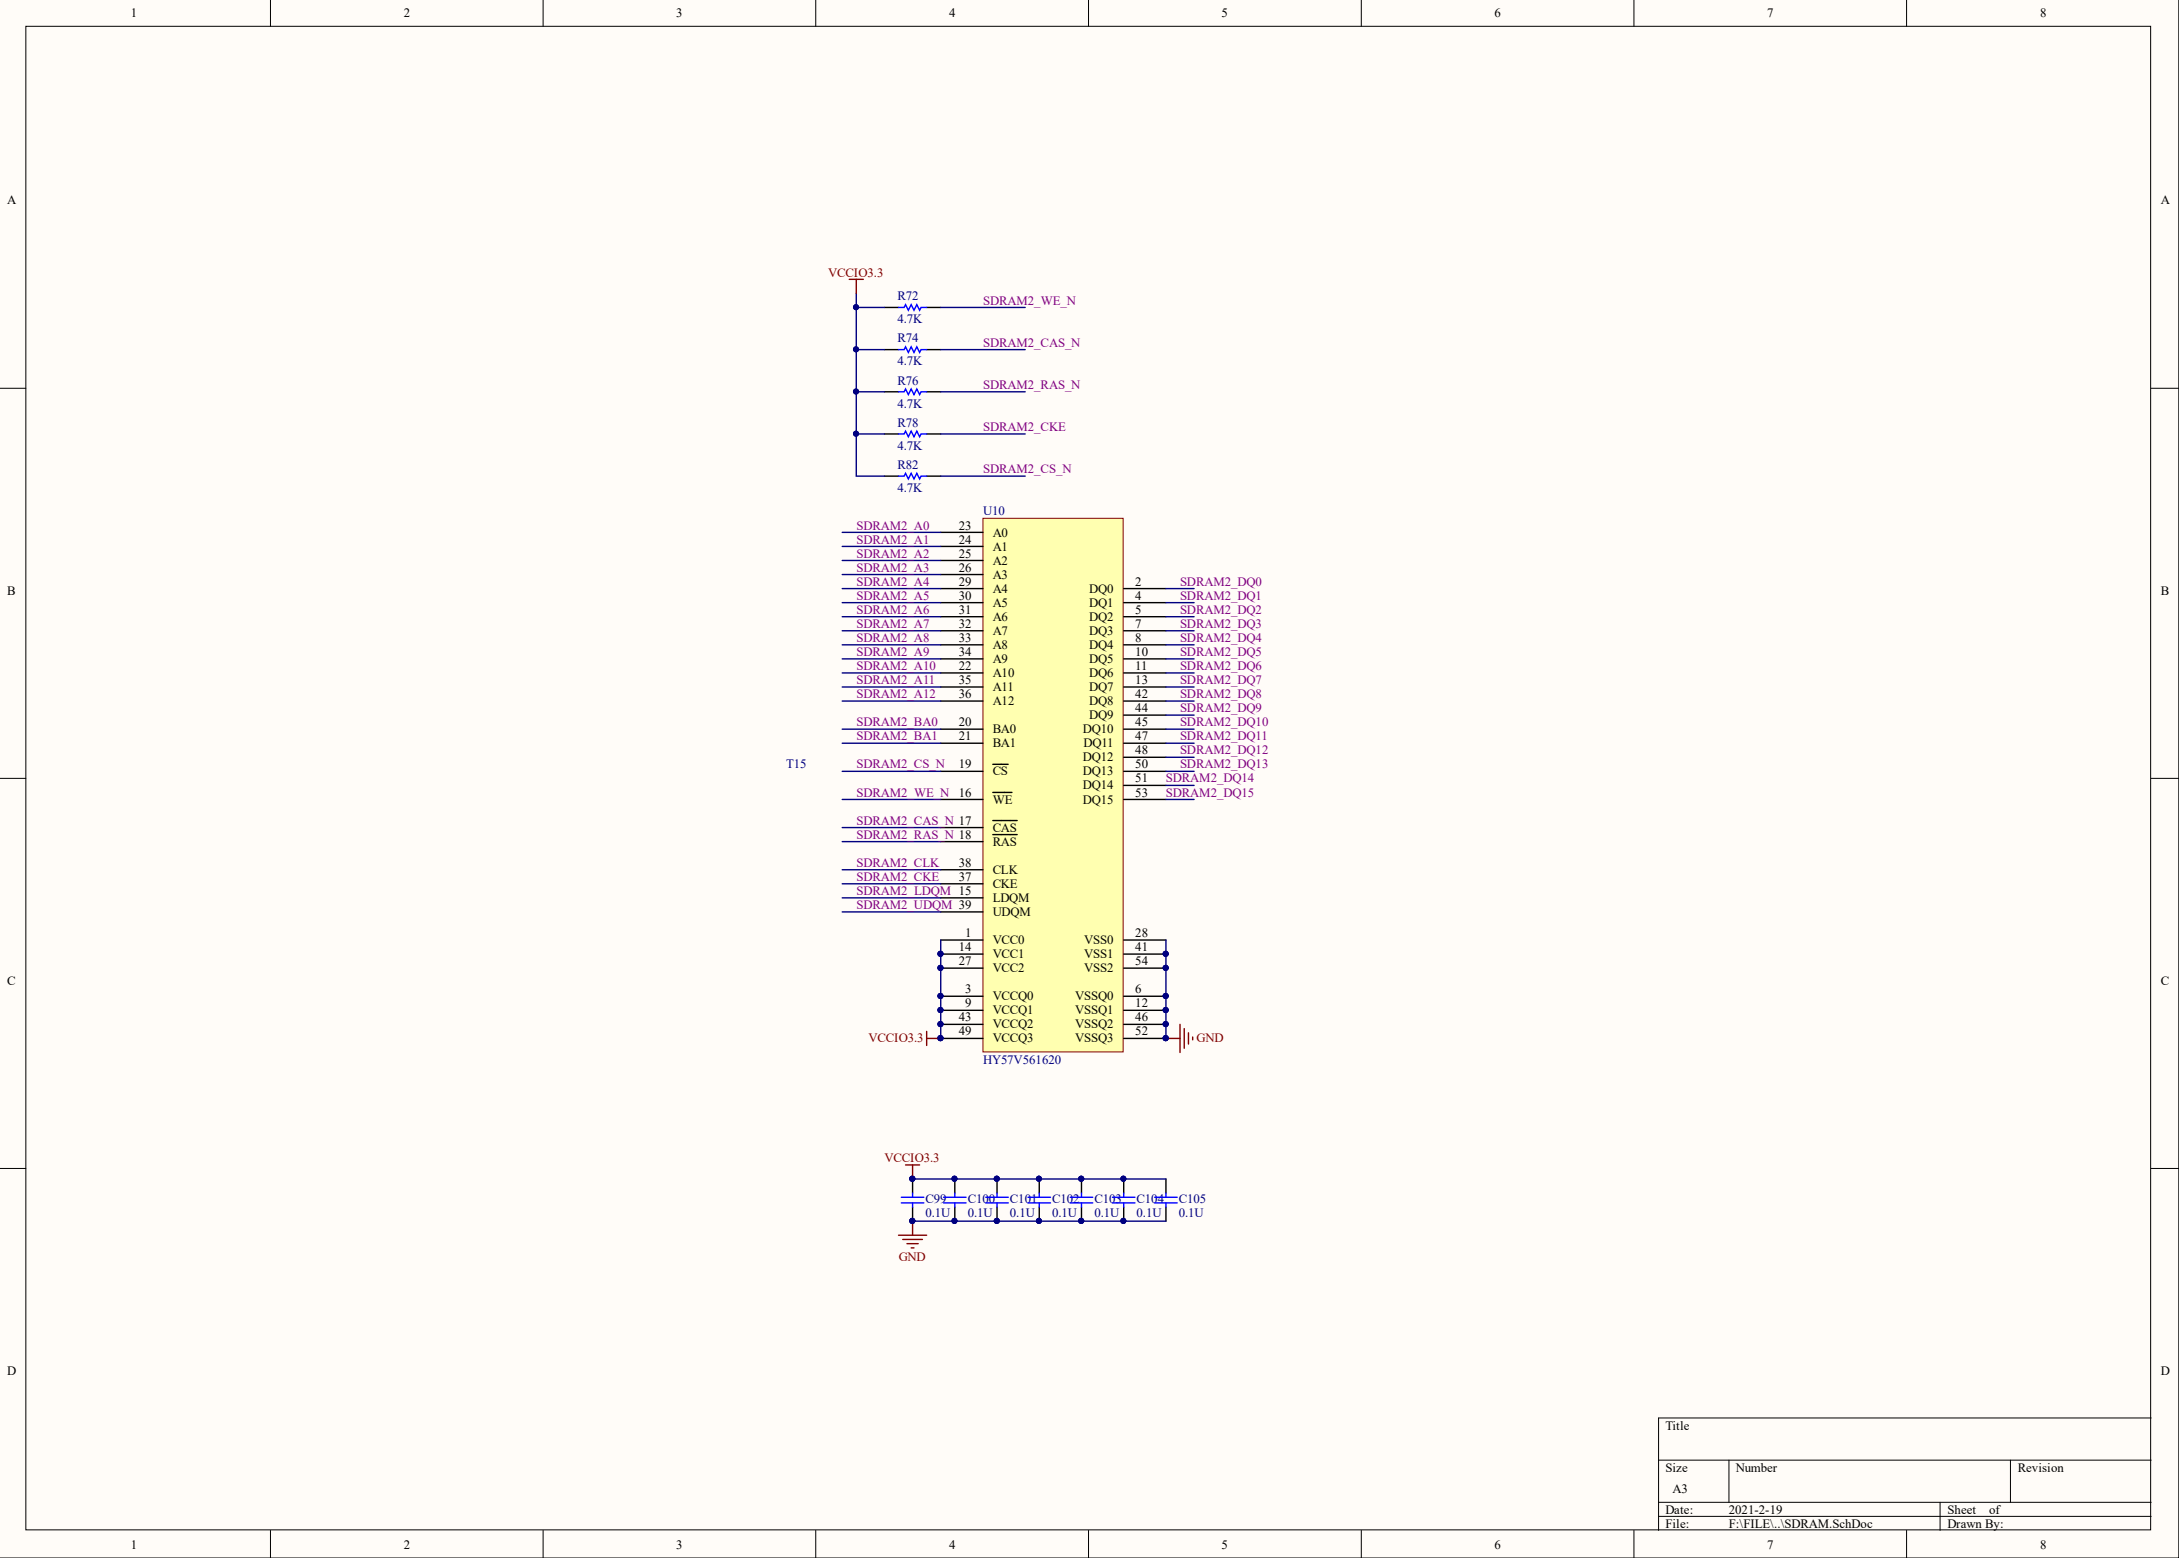 1 2 3 4 5 6 7 8
A A
VCCIO3.3
R72 SDRAM2_WE_N
4.7K
R74 SDRAM2_CAS_N
4.7K
R76 SDRAM2_RAS_N
4.7K
R78 SDRAM2_CKE
4.7K
R82 SDRAM2_CS_N
4.7K
U10
SDRAM2_A0 23 A0
SDRAM2_A1 24 A1
SDRAM2_A2 25 A2
SDRAM2_A3 26 A3
SDRAM2_A4 29 A4 DQ0 2 SDRAM2_DQ0
B B
SDRAM2_A5 30 A5 DQ1 4 SDRAM2_DQ1
SDRAM2_A6 31 A6 DQ2 5 SDRAM2_DQ2
SDRAM2_A7 32 A7 DQ3 7 SDRAM2_DQ3
SDRAM2_A8 33 A8 DQ4 8 SDRAM2_DQ4
SDRAM2_A9 34 A9 DQ5 10 SDRAM2_DQ5
SDRAM2_A10 22 A10 DQ6 11 SDRAM2_DQ6
SDRAM2_A11 35 A11 DQ7 13 SDRAM2_DQ7
SDRAM2_A12 36 A12 DQ8 42 SDRAM2_DQ8
DQ9 44 SDRAM2_DQ9
SDRAM2_BA0 20 BA0 DQ10 45 SDRAM2_DQ10
SDRAM2_BA1 21 BA1 DQ11 47 SDRAM2_DQ11
DQ12 48 SDRAM2_DQ12
T15 SDRAM2_CS_N 19 CS DQ13 50 SDRAM2_DQ13
DQ14 51 SDRAM2_DQ14
SDRAM2_WE_N 16 WE DQ15 53 SDRAM2_DQ15
SDRAM2_CAS_N 17 CAS
SDRAM2_RAS_N 18 RAS
SDRAM2_CLK 38 CLK
SDRAM2_CKE 37 CKE
SDRAM2_LDQM 15 LDQM
SDRAM2_UDQM 39 UDQM
1 VCC0 VSS0 28
14 VCC1 VSS1 41
27 VCC2 VSS2 54
C C
3 VCCQ0 VSSQ0 6
9 VCCQ1 VSSQ1 12
43 VCCQ2 VSSQ2 46
VCCIO3.3 49 VCCQ3 VSSQ3 52 GND
HY57V561620
VCCIO3.3
C99 C100 C101 C102 C103 C104 C105
0.1U 0.1U 0.1U 0.1U 0.1U 0.1U 0.1U
GND
D D
Title
Size Number Revision
A3
Date: 2021-2-19 Sheet of
File: F:\FILE\..\SDRAM.SchDoc Drawn By:
1 2 3 4 5 6 7 8